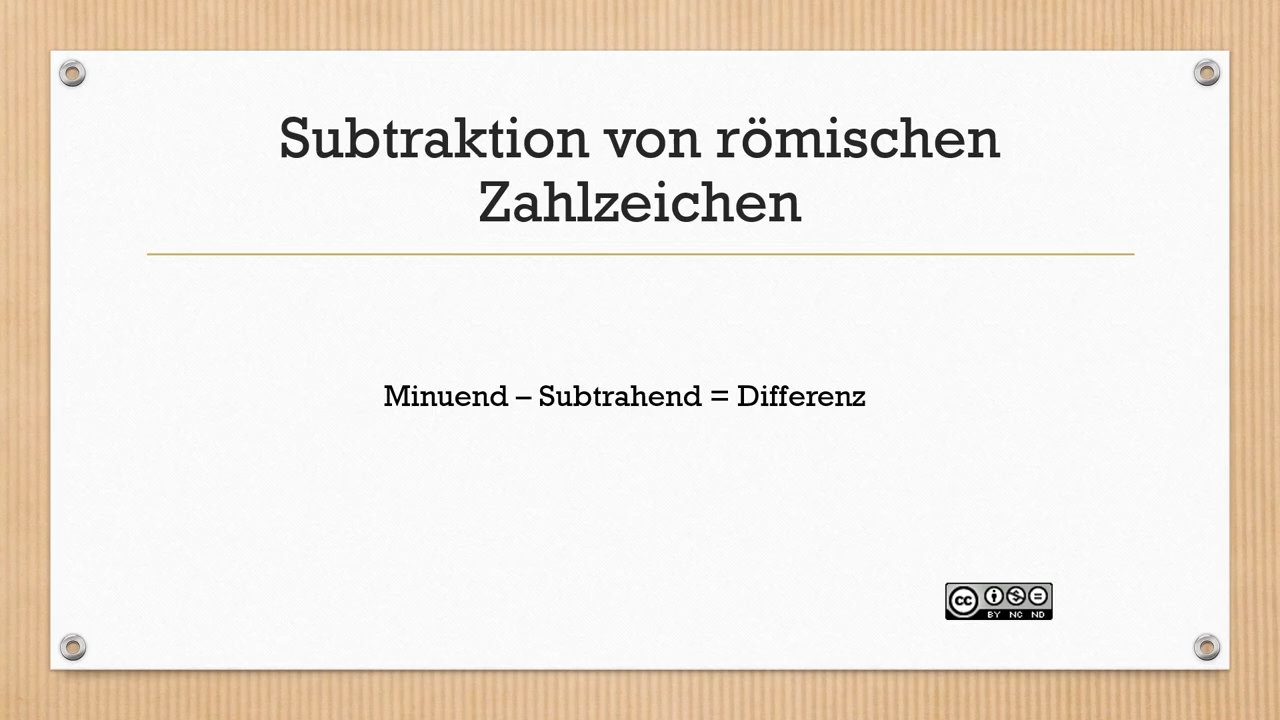 Subtraktion von römischen
Zahlzeichen
Minuend – Subtrahend = Differenz
cc
BY NC ND